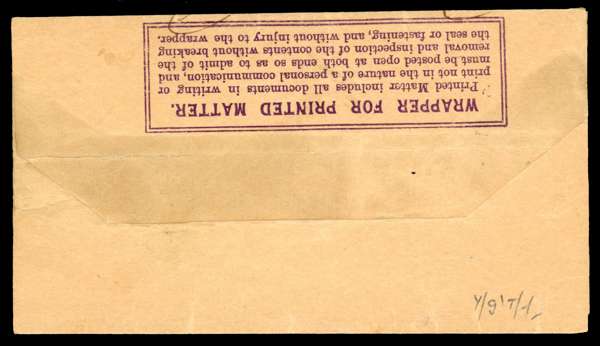 WRAPPER FOR PRINTED MATTER.
Printed Matter includes all documents in writing or
print not in the nature of a personal communication, and
must be posted open at both ends so as to admit of the
removal and inspection of the contents without breaking
the seal or fastening, and without injury to the wrapper.